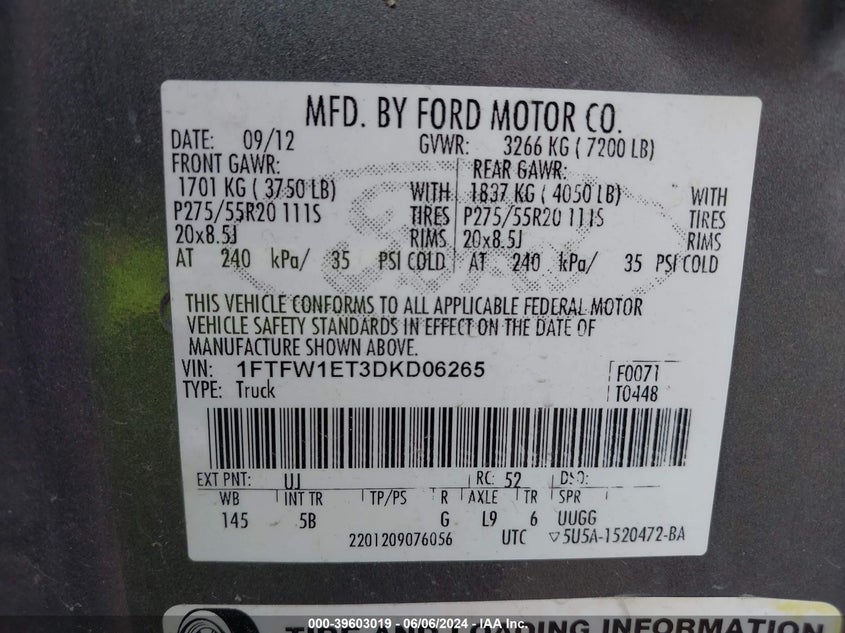 MFD. BY FORD MOTOR CO.
DATE: 09/12 GVWR: 3266 KG ( 7200 LB)
FRONT GAWR: REAR GAWR:
1701 KG ( 3750 LB) WITH 1837 KG ( 4050 LB) WITH
P275/55R20 111S TIRES P275/55R20 111S TIRES
20x8.5J RIMS 20x8.5J RIMS
AT 240 kPa/ 35 PSI COLD AT 240 kPa/ 35 PSI COLD
THIS VEHICLE CONFORMS TO ALL APPLICABLE FEDERAL MOTOR
VEHICLE SAFETY STANDARDS IN EFFECT ON THE DATE OF
MANUFACTURE SHOWN ABOVE.
VIN: 1FTFW1ET3DKD06265 F0071
TYPE: Truck T0448
EXT PNT: UJ RC: 52 DSO:
WB INT TR TP/PS R AXLE TR SPR
145 5B G L9 6 UUGG
2201209076056 UTC ▽5U5A-1520472-BA
TIRE AND LOADING INFORMATION
000-39603019 - 06/06/2024 - IAA Inc.